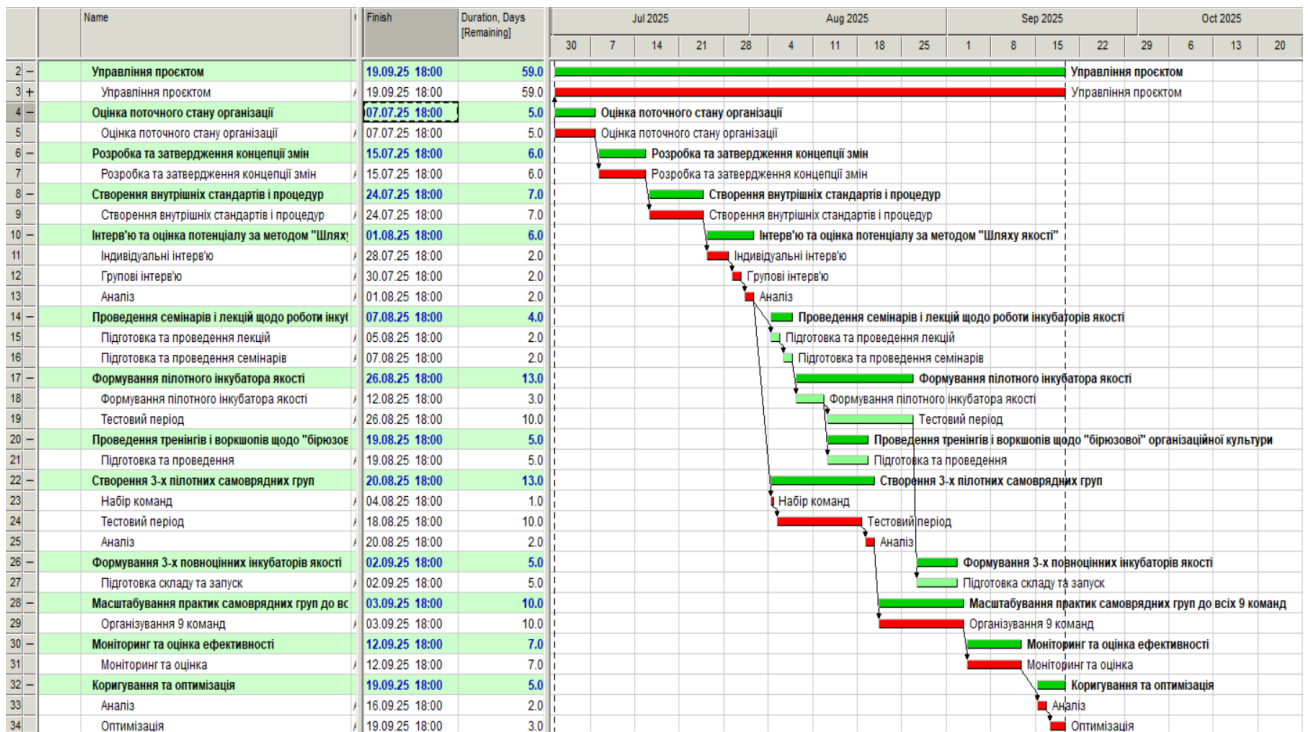 Name Finish Duration, Days [Remaining] Jul 2025 Aug 2025 Sep 2025 Oct 2025
30 7 14 21 28 4 11 18 25 1 8 15 22 29 6 13 20
2 Управління проєктом 19.09.25 18:00 59.0 Управління проєктом
3 Управління проєктом 19.09.25 18:00 59.0 Управління проєктом
4 Оцінка поточного стану організації 07.07.25 18:00 5.0 Оцінка поточного стану організації
5 Оцінка поточного стану організації 07.07.25 18:00 5.0 Оцінка поточного стану організації
6 Розробка та затвердження концепції змін 15.07.25 18:00 6.0 Розробка та затвердження концепції змін
7 Розробка та затвердження концепції змін 15.07.25 18:00 6.0 Розробка та затвердження концепції змін
8 Створення внутрішніх стандартів і процедур 24.07.25 18:00 7.0 Створення внутрішніх стандартів і процедур
9 Створення внутрішніх стандартів і процедур 24.07.25 18:00 7.0 Створення внутрішніх стандартів і процедур
10 Інтерв'ю та оцінка потенціалу за методом "Шляху 01.08.25 18:00 6.0 Інтерв'ю та оцінка потенціалу за методом "Шляху якості"
11 Індивідуальні інтерв'ю 28.07.25 18:00 2.0 Індивідуальні інтерв'ю
12 Групові інтерв'ю 30.07.25 18:00 2.0 Групові інтерв'ю
13 Аналіз 01.08.25 18:00 2.0 Аналіз
14 Проведення семінарів і лекцій щодо роботи інкуб 07.08.25 18:00 4.0 Проведення семінарів і лекцій щодо роботи інкубаторів якості
15 Підготовка та проведення лекцій 05.08.25 18:00 2.0 Підготовка та проведення лекцій
16 Підготовка та проведення семінарів 07.08.25 18:00 2.0 Підготовка та проведення семінарів
17 Формування пілотного інкубатора якості 26.08.25 18:00 13.0 Формування пілотного інкубатора якості
18 Формування пілотного інкубатора якості 12.08.25 18:00 3.0 Формування пілотного інкубатора якості
19 Тестовий період 26.08.25 18:00 10.0 Тестовий період
20 Проведення тренінгів і воркшопів щодо "бірюзов 19.08.25 18:00 5.0 Проведення тренінгів і воркшопів щодо "бірюзової" організаційної культури
21 Підготовка та проведення 19.08.25 18:00 5.0 Підготовка та проведення
22 Створення 3-х пілотних самоврядних груп 20.08.25 18:00 13.0 Створення 3-х пілотних самоврядних груп
23 Набір команд 04.08.25 18:00 1.0 Набір команд
24 Тестовий період 18.08.25 18:00 10.0 Тестовий період
25 Аналіз 20.08.25 18:00 2.0 Аналіз
26 Формування 3-х повноцінних інкубаторів якості 02.09.25 18:00 5.0 Формування 3-х повноцінних інкубаторів якості
27 Підготовка складу та запуск 02.09.25 18:00 5.0 Підготовка складу та запуск
28 Масштабування практик самоврядних груп до вс 03.09.25 18:00 10.0 Масштабування практик самоврядних груп до всіх 9 команд
29 Організування 9 команд 03.09.25 18:00 10.0 Організування 9 команд
30 Моніторинг та оцінка ефективності 12.09.25 18:00 7.0 Моніторинг та оцінка ефективності
31 Моніторинг та оцінка 12.09.25 18:00 7.0 Моніторинг та оцінка
32 Коригування та оптимізація 19.09.25 18:00 5.0 Коригування та оптимізація
33 Аналіз 16.09.25 18:00 2.0 Аналіз
34 Оптимізація 19.09.25 18:00 3.0 Оптимізація